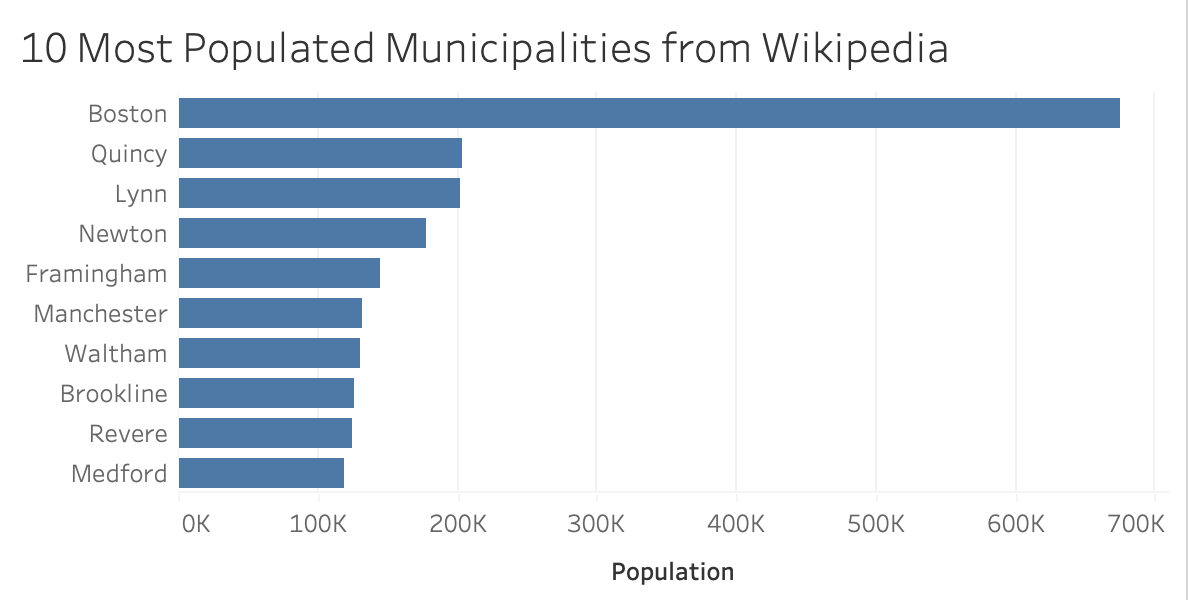 10 Most Populated Municipalities from Wikipedia
Boston
Quincy
Lynn
Newton
Framingham
Manchester
Waltham
Brookline
Revere
Medford
0K 100K 200K 300K 400K 500K 600K 700K
Population